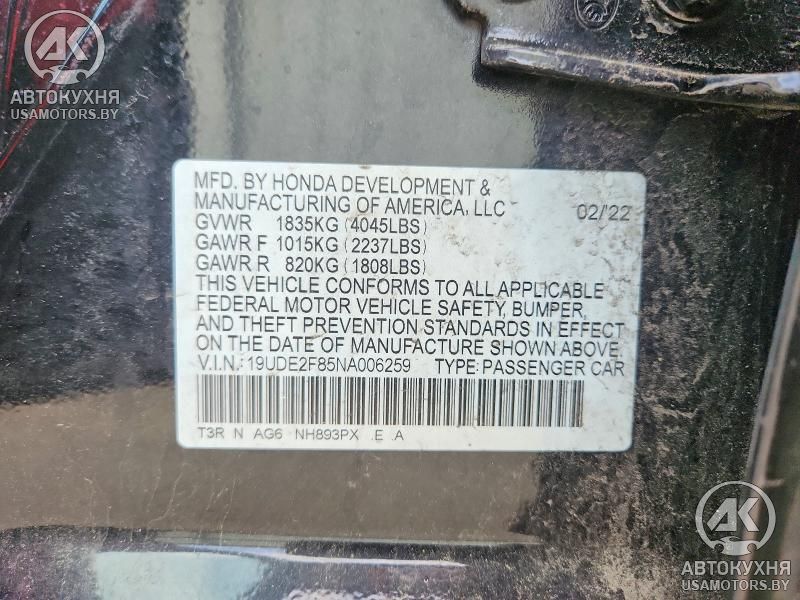 AK
АВТОКУХНЯ
USAMOTORS.BY
MFD. BY HONDA DEVELOPMENT &
MANUFACTURING OF AMERICA, LLC 02/'22
GVWR 1835KG (4045LBS)
GAWR F 1015KG (2237LBS)
GAWR R 820KG (1808LBS)
THIS VEHICLE CONFORMS TO ALL APPLICABLE
FEDERAL MOTOR VEHICLE SAFETY, BUMPER,
AND THEFT PREVENTION STANDARDS IN EFFECT
ON THE DATE OF MANUFACTURE SHOWN ABOVE.
V.I.N.: 19UDE2F85NA006259 TYPE: PASSENGER CAR
T3R N AG6 NH893PX .E .A
AK
АВТОКУХНЯ
USAMOTORS.BY